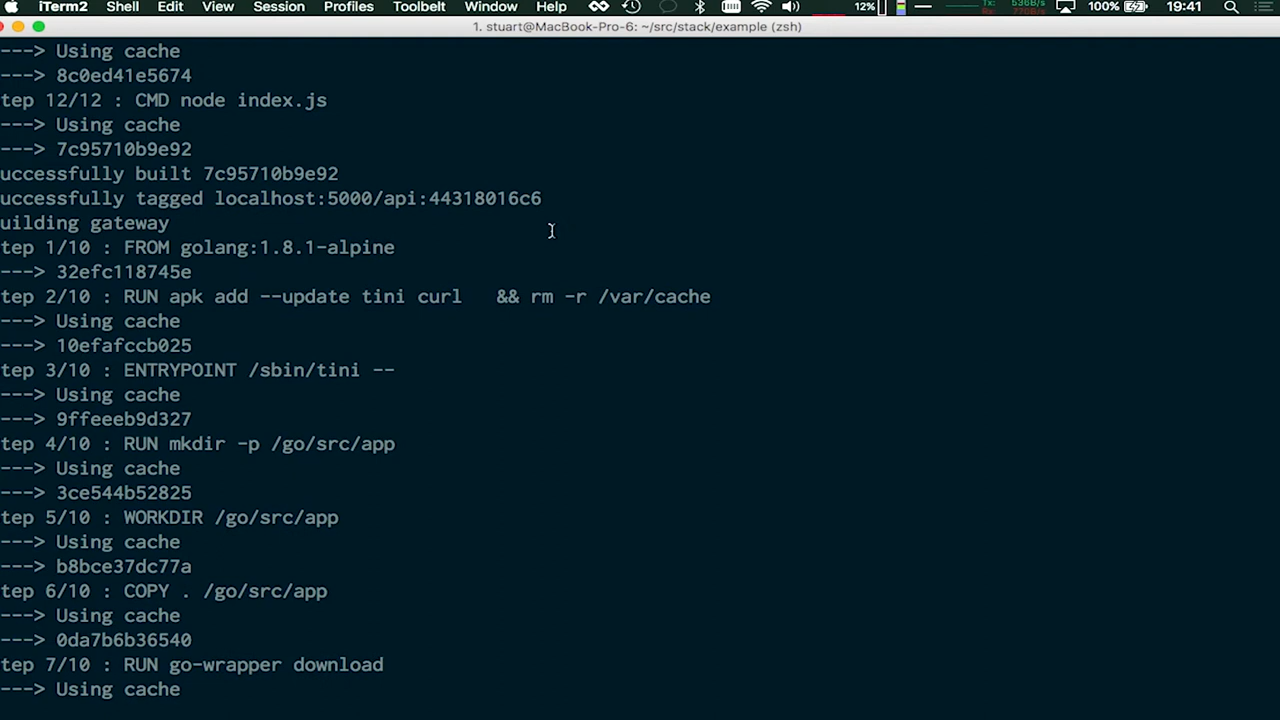 iTerm2 Shell Edit View Session Profiles Toolbelt Window Help 12% 100% 19:41
1. stuart@MacBook-Pro-6: ~/src/stack/example (zsh)
---> Using cache
---> 8c0ed41e5674
tep 12/12 : CMD node index.js
---> Using cache
---> 7c95710b9e92
uccessfully built 7c95710b9e92
uccessfully tagged localhost:5000/api:44318016c6
uilding gateway
tep 1/10 : FROM golang:1.8.1-alpine
---> 32efc118745e
tep 2/10 : RUN apk add --update tini curl   && rm -r /var/cache
---> Using cache
---> 10efafccb025
tep 3/10 : ENTRYPOINT /sbin/tini --
---> Using cache
---> 9ffeeeb9d327
tep 4/10 : RUN mkdir -p /go/src/app
---> Using cache
---> 3ce544b52825
tep 5/10 : WORKDIR /go/src/app
---> Using cache
---> b8bce37dc77a
tep 6/10 : COPY . /go/src/app
---> Using cache
---> 0da7b6b36540
tep 7/10 : RUN go-wrapper download
---> Using cache